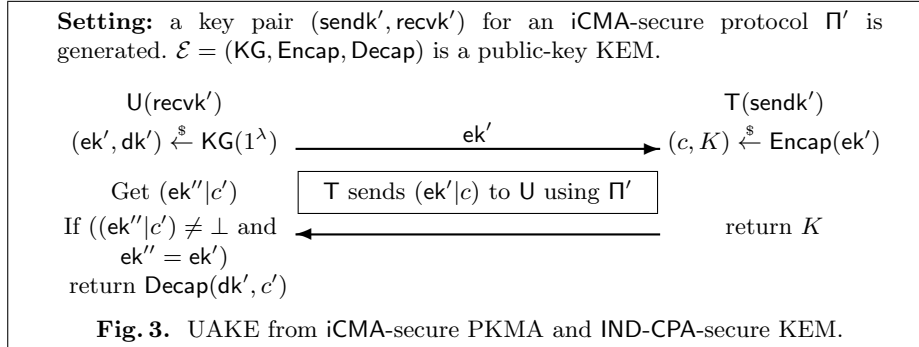 Setting: a key pair (sendk′, recvk′) for an iCMA-secure protocol Π′ is
generated. ℰ = (KG, Encap, Decap) is a public-key KEM.
U(recvk′) T(sendk′)
(ek′, dk′) ←$ KG(1^λ) ek′ (c, K) ←$ Encap(ek′)
Get (ek″|c′) T sends (ek′|c) to U using Π′
If ((ek″|c′) ≠ ⊥ and return K
ek″ = ek′)
return Decap(dk′, c′)
Fig. 3. UAKE from iCMA-secure PKMA and IND-CPA-secure KEM.